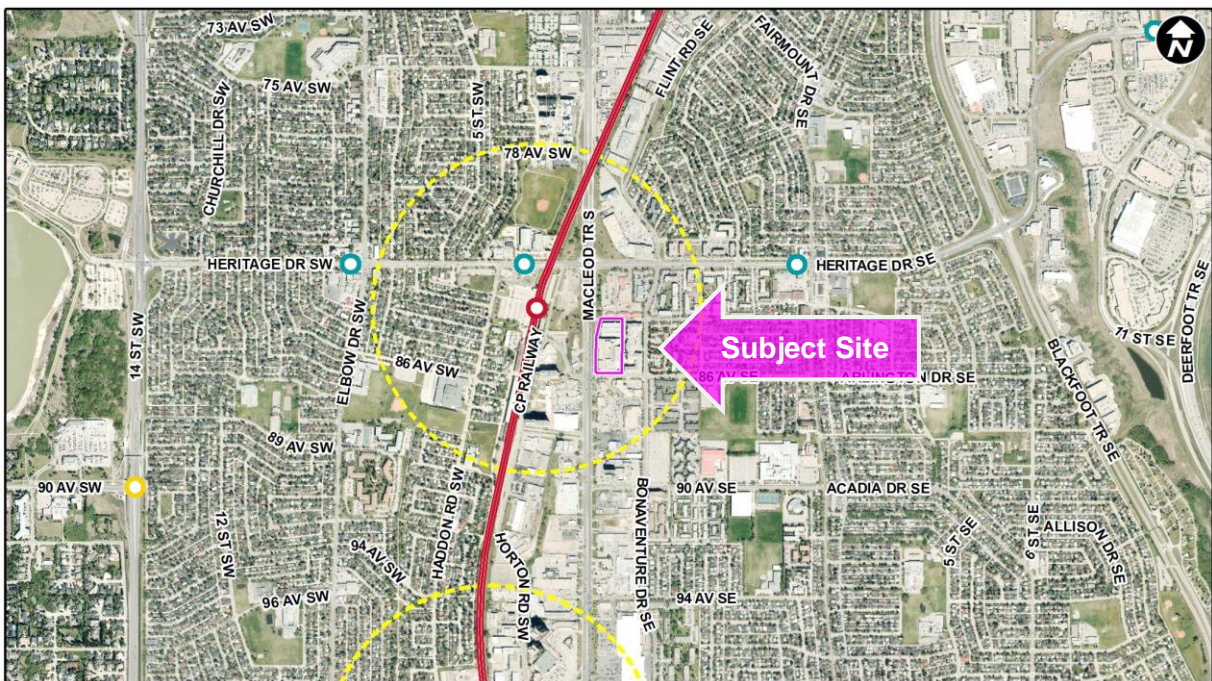 73 AV SW
75 AV SW
CHURCHILL DR SW
5 ST SW
FLINT RD SE
FAIRMOUNT DR SE
N
78 AV SW
HERITAGE DR SW
MACLEOD TR S
HERITAGE DR SE
14 ST SW
ELBOW DR SW
86 AV SW
CP RAILWAY
Subject Site
86 AV SE
ARLINGTON DR SE
11 ST SE
DEERFOOT TR SE
BLACKFOOT TR SE
89 AV SW
90 AV SW
12 ST SW
94 AV SW
96 AV SW
HADDON RD SW
HORTON RD SW
BONAVENTURE DR SE
90 AV SE
ACADIA DR SE
94 AV SE
5 ST SE
6 ST SE
ALLISON DR SE